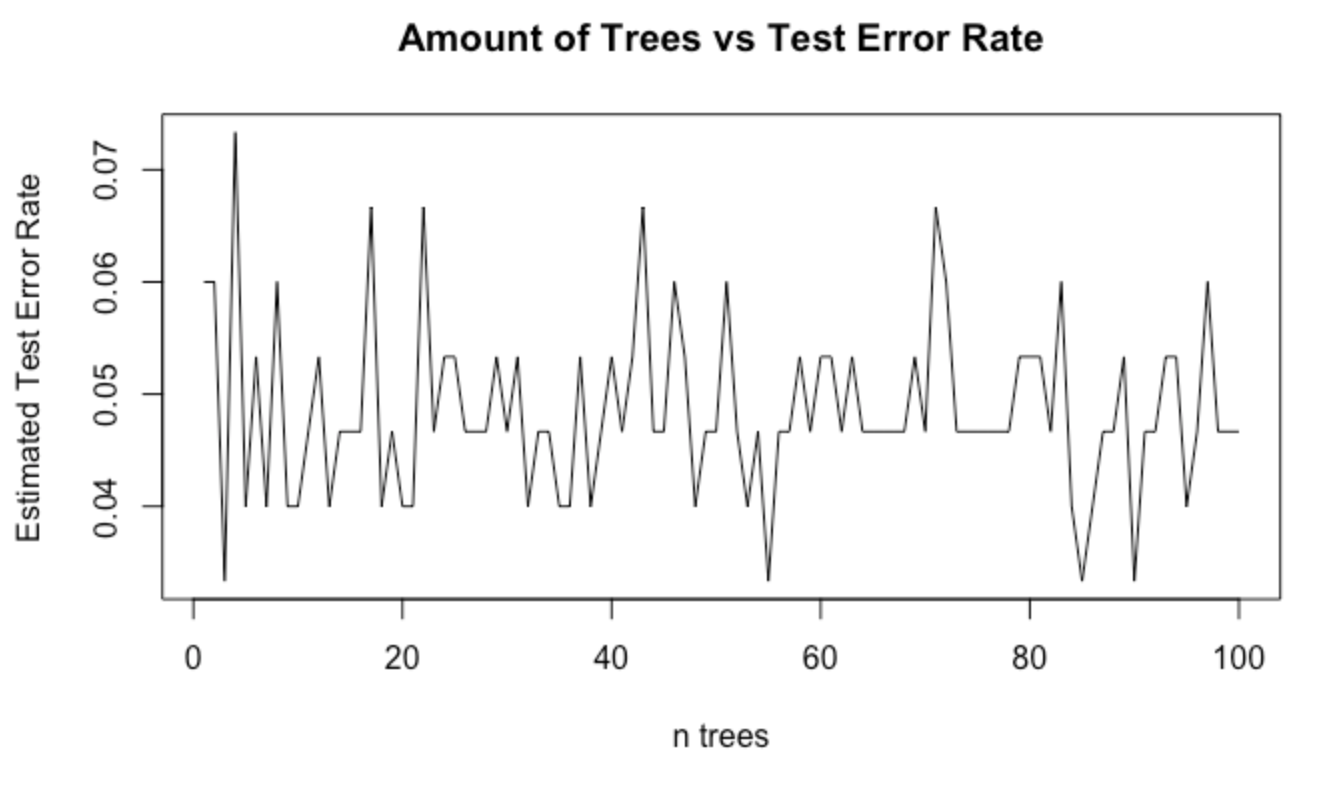 Amount of Trees vs Test Error Rate
Estimated Test Error Rate
0.07
0.06
0.05
0.04
0 20 40 60 80 100
n trees